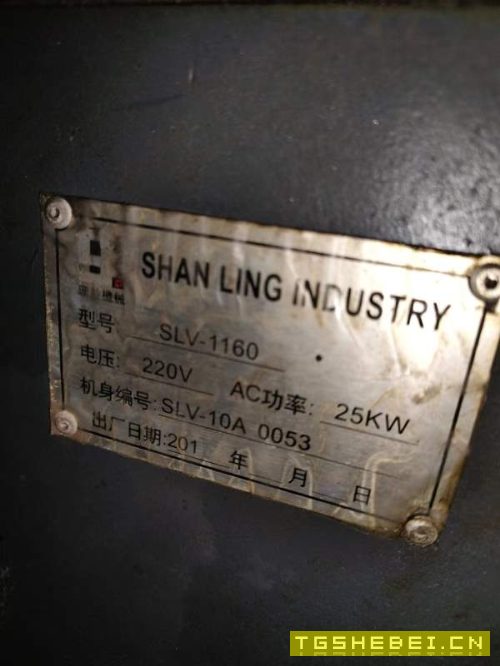 SHAN LING INDUSTRY
型号 SLV-1160
电压: 220V AC功率: 25KW
机身编号: SLV-10A 0053
出厂日期:201 年 月 日
TGSHEBEI.CN